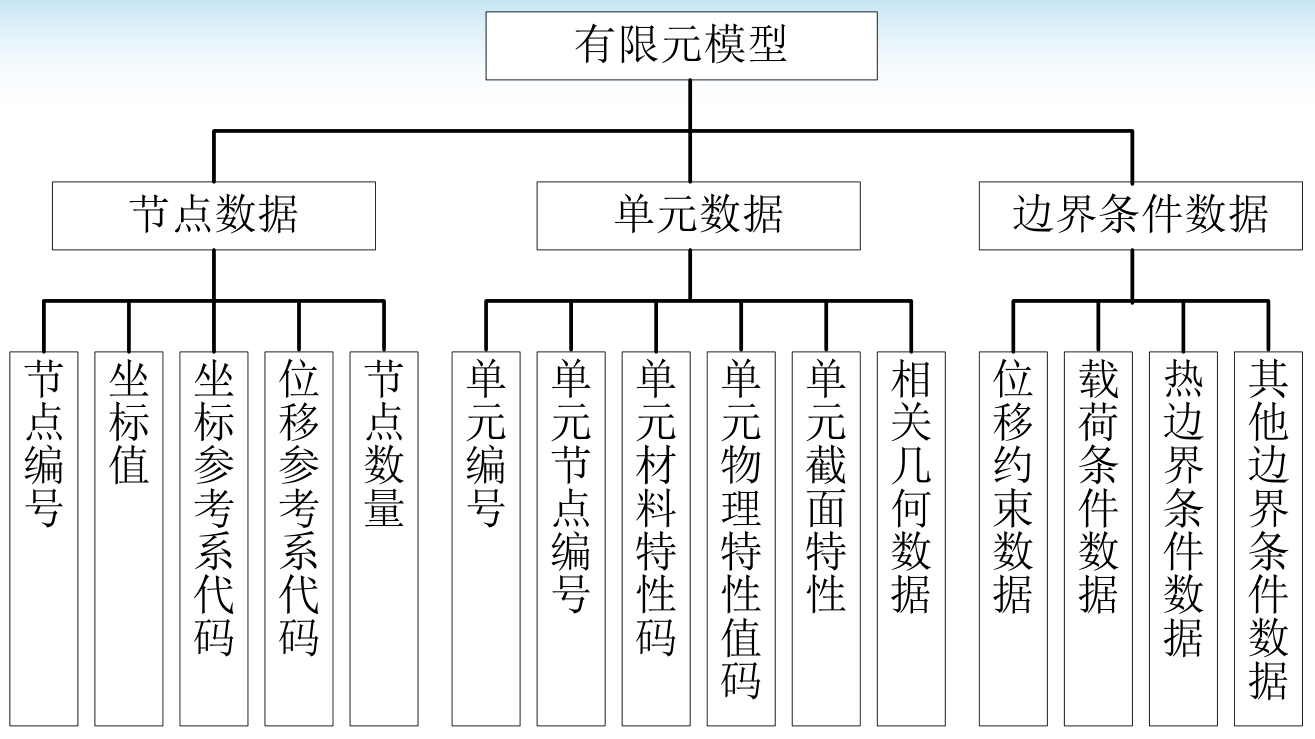 有限元模型
节点数据
单元数据
边界条件数据
节点编号
坐标值
坐标参考系代码
位移参考系代码
节点数量
单元编号
单元节点编号
单元材料特性码
单元物理特性值码
单元截面特性
相关几何数据
位移约束数据
载荷条件数据
热边界条件数据
其他边界条件数据